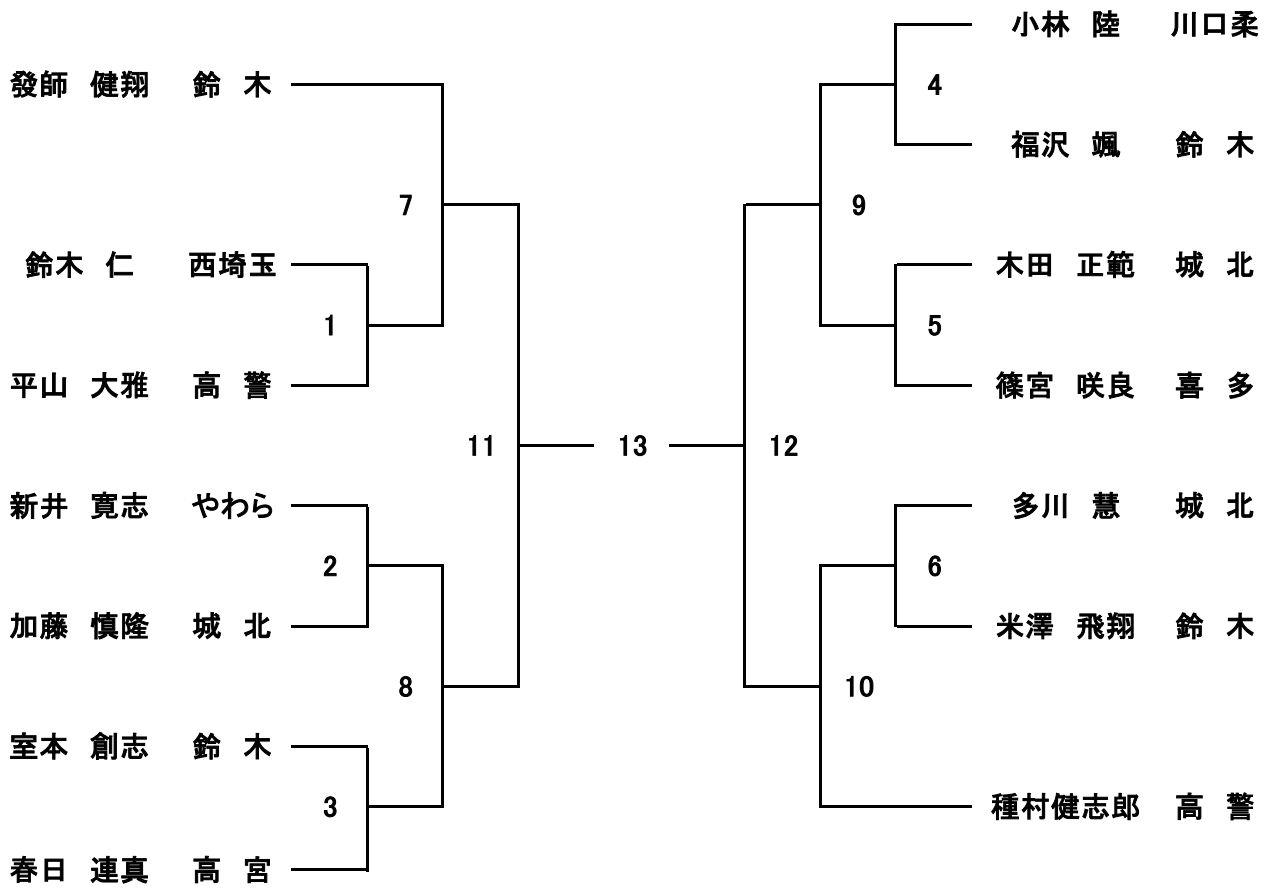 發師 健翔 鈴 木
7
鈴木 仁 西埼玉
1
平山 大雅 高 警
11
新井 寛志 やわら
2
加藤 慎隆 城 北
8
室本 創志 鈴 木
3
春日 連真 高 宮
13
小林 陸 川口柔
4
福沢 颯 鈴 木
9
木田 正範 城 北
5
篠宮 咲良 喜 多
12
多川 慧 城 北
6
米澤 飛翔 鈴 木
10
種村健志郎 高 警